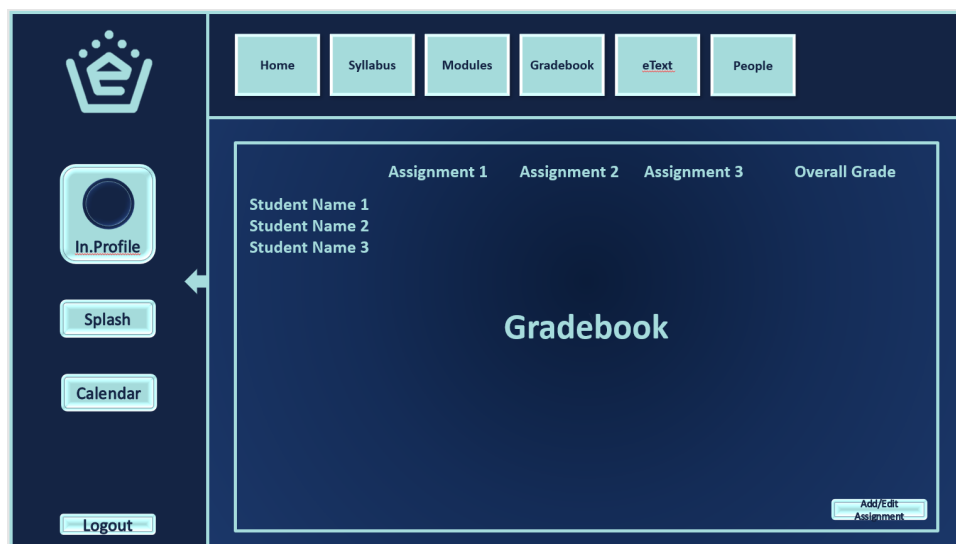 Home Syllabus Modules Gradebook eText People
Assignment 1 Assignment 2 Assignment 3 Overall Grade
Student Name 1
Student Name 2
Student Name 3
In.Profile
Splash
Gradebook
Calendar
Add/Edit
Assignment
Logout